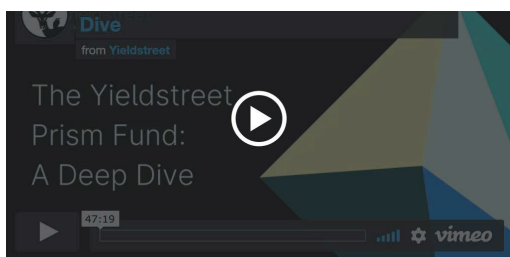 Dive
from Yieldstreet
The Yieldstreet
Prism Fund:
A Deep Dive
47:19
vimeo